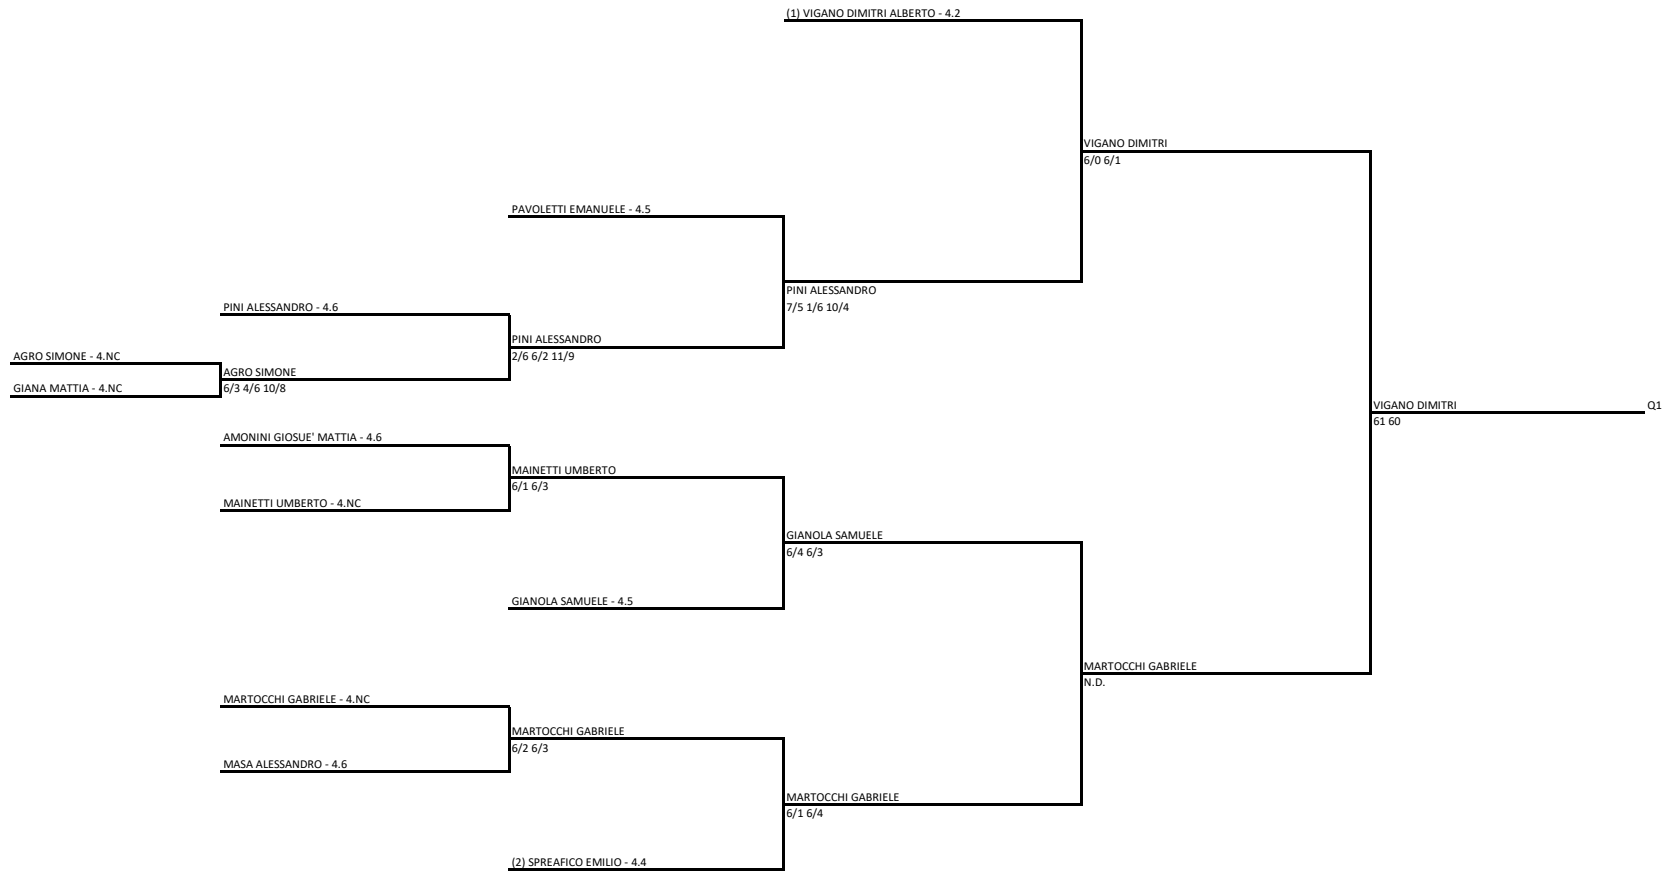 (1) VIGANO DIMITRI ALBERTO - 4.2
VIGANO DIMITRI
6/0 6/1
PAVOLETTI EMANUELE - 4.5
PINI ALESSANDRO
7/5 1/6 10/4
PINI ALESSANDRO - 4.6
PINI ALESSANDRO
2/6 6/2 11/9
AGRO SIMONE - 4.NC
AGRO SIMONE
6/3 4/6 10/8
GIANA MATTIA - 4.NC
VIGANO DIMITRI
61 60
Q1
AMONINI GIOSUE' MATTIA - 4.6
MAINETTI UMBERTO
6/1 6/3
MAINETTI UMBERTO - 4.NC
GIANOLA SAMUELE
6/4 6/3
GIANOLA SAMUELE - 4.5
MARTOCCHI GABRIELE
N.D.
MARTOCCHI GABRIELE - 4.NC
MARTOCCHI GABRIELE
6/2 6/3
MASA ALESSANDRO - 4.6
MARTOCCHI GABRIELE
6/1 6/4
(2) SPREAFICO EMILIO - 4.4